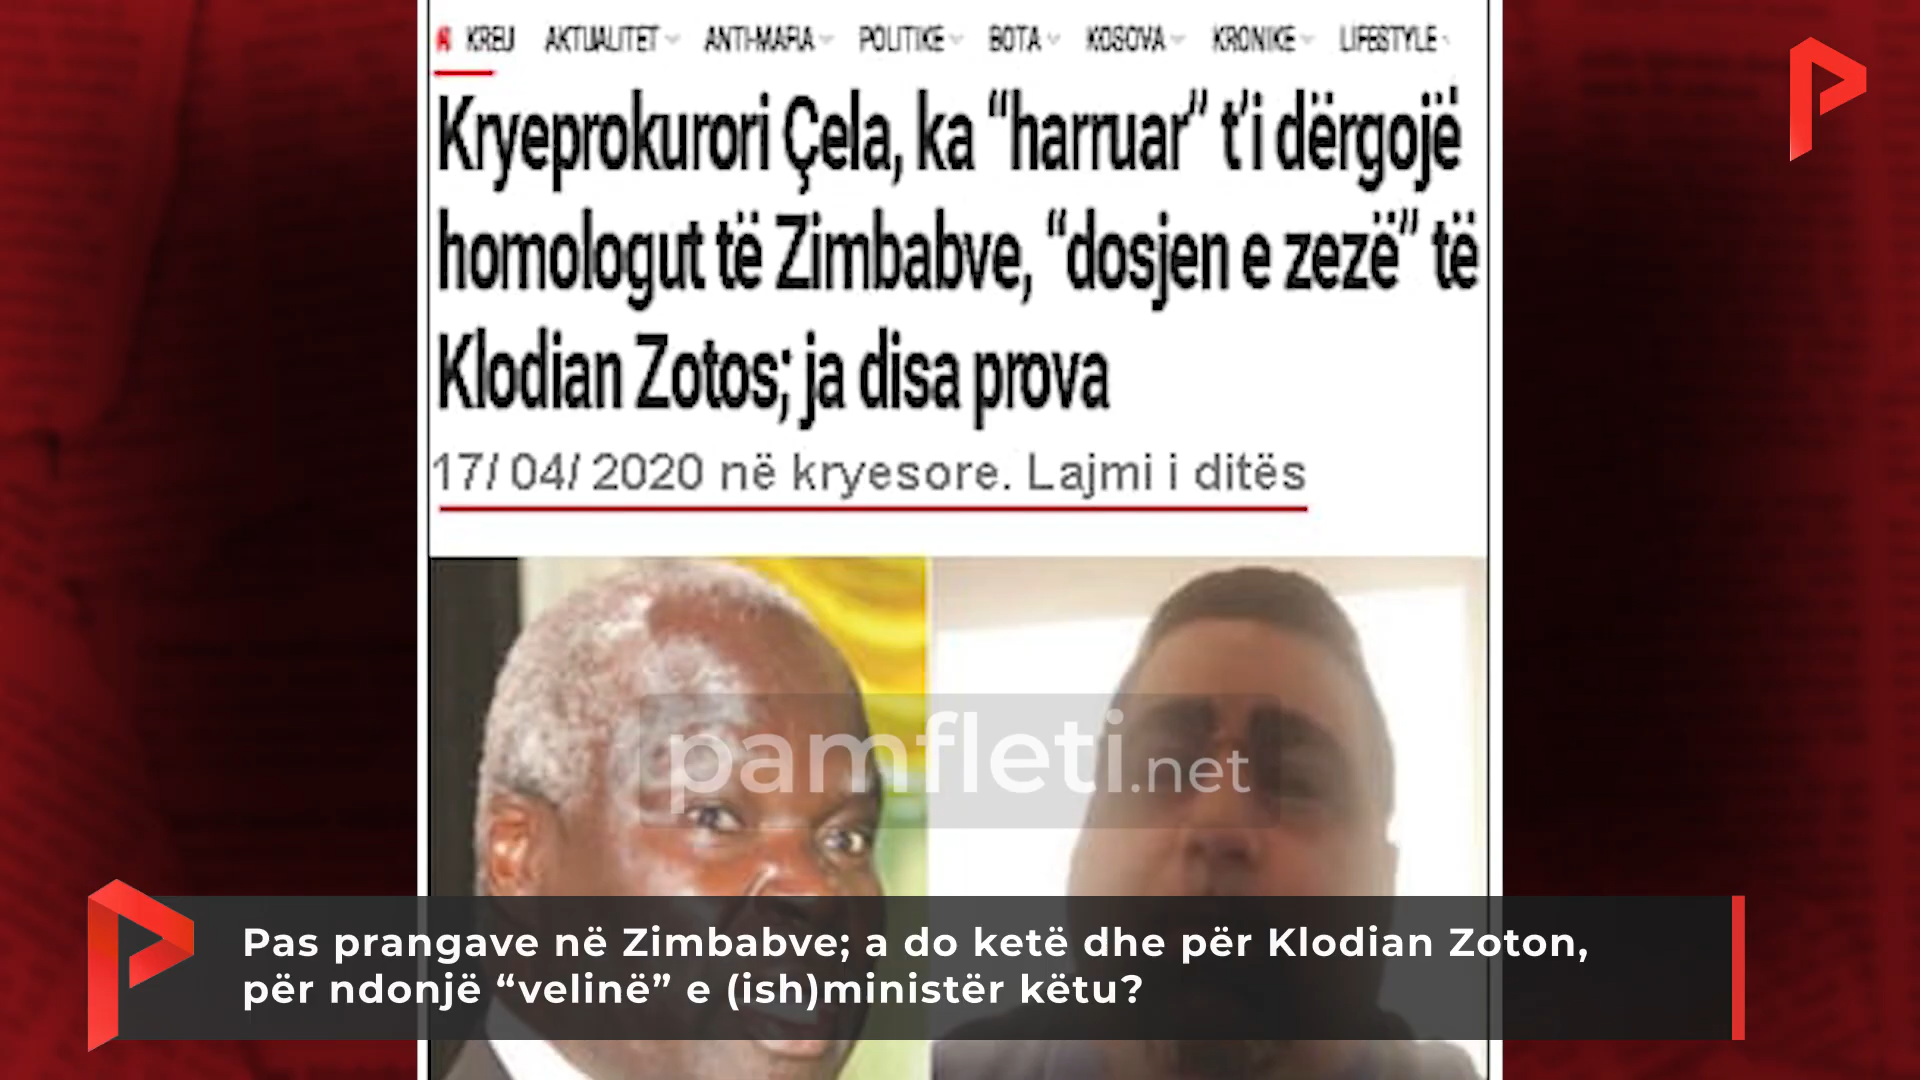 KREU AKTUALITET ANTI-MAFIA POLITIKE BOTA KOSOVA KRONIKE LIFESTYLE
Kryeprokurori Çela, ka “harruar” t’i dërgojë
homologut të Zimbabve, “dosjen e zezë” të
Klodian Zotos; ja disa prova
17/ 04/ 2020 në kryesore. Lajmi i ditës
pamfleti.net
Pas prangave në Zimbabve; a do ketë dhe për Klodian Zoton,
për ndonjë “velinë” e (ish)ministër këtu?